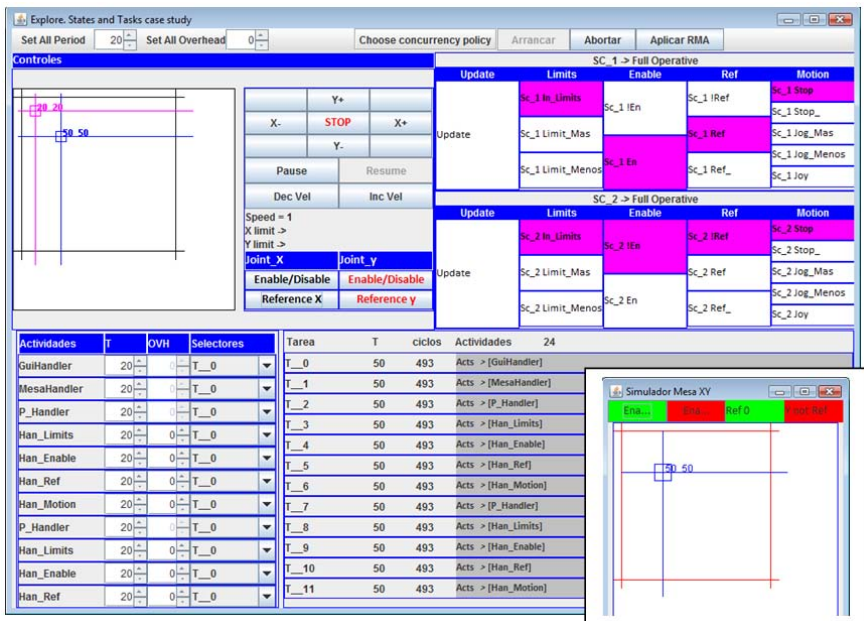 Explore. States and Tasks case study
Set All Period 20 Set All Overhead 0 Choose concurrency policy Arrancar Abortar Aplicar RMA
Controles
20 20
50 50
Y+
X- STOP X+
Y-
Pause Resume
Dec Vel Inc Vel
Speed = 1
X limit ->
Y limit ->
Joint_X Joint_y
Enable/Disable Enable/Disable
Reference X Reference y
SC_1 -> Full Operative
Update Limits Enable Ref Motion
Update
Sc_1 In_Limits
Sc_1 Limit_Mas
Sc_1 Limit_Menos
Sc_1 !En
Sc_1 En
Sc_1 !Ref
Sc_1 Ref
Sc_1 Ref_
Sc_1 Stop
Sc_1 Stop_
Sc_1 Jog_Mas
Sc_1 Jog_Menos
Sc_1 Joy
SC_2 -> Full Operative
Update Limits Enable Ref Motion
Update
Sc_2 In_Limits
Sc_2 Limit_Mas
Sc_2 Limit_Menos
Sc_2 !En
Sc_2 En
Sc_2 !Ref
Sc_2 Ref
Sc_2 Ref_
Sc_2 Stop
Sc_2 Stop_
Sc_2 Jog_Mas
Sc_2 Jog_Menos
Sc_2 Joy
Actividades T OVH Selectores
GuiHandler 20 0 T__0
MesaHandler 20 0 T__0
P_Handler 20 0 T__0
Han_Limits 20 0 T__0
Han_Enable 20 0 T__0
Han_Ref 20 0 T__0
Han_Motion 20 0 T__0
P_Handler 20 0 T__0
Han_Limits 20 0 T__0
Han_Enable 20 0 T__0
Han_Ref 20 0 T__0
Tarea T ciclos Actividades 24
T__0 50 493 Acts > [GuiHandler]
T__1 50 493 Acts > [MesaHandler]
T__2 50 493 Acts > [P_Handler]
T__3 50 493 Acts > [Han_Limits]
T__4 50 493 Acts > [Han_Enable]
T__5 50 493 Acts > [Han_Ref]
T__6 50 493 Acts > [Han_Motion]
T__7 50 493 Acts > [P_Handler]
T__8 50 493 Acts > [Han_Limits]
T__9 50 493 Acts > [Han_Enable]
T__10 50 493 Acts > [Han_Ref]
T__11 50 493 Acts > [Han_Motion]
Simulador Mesa XY
Ena... Ena... Ref 0 Y not Ref
50 50